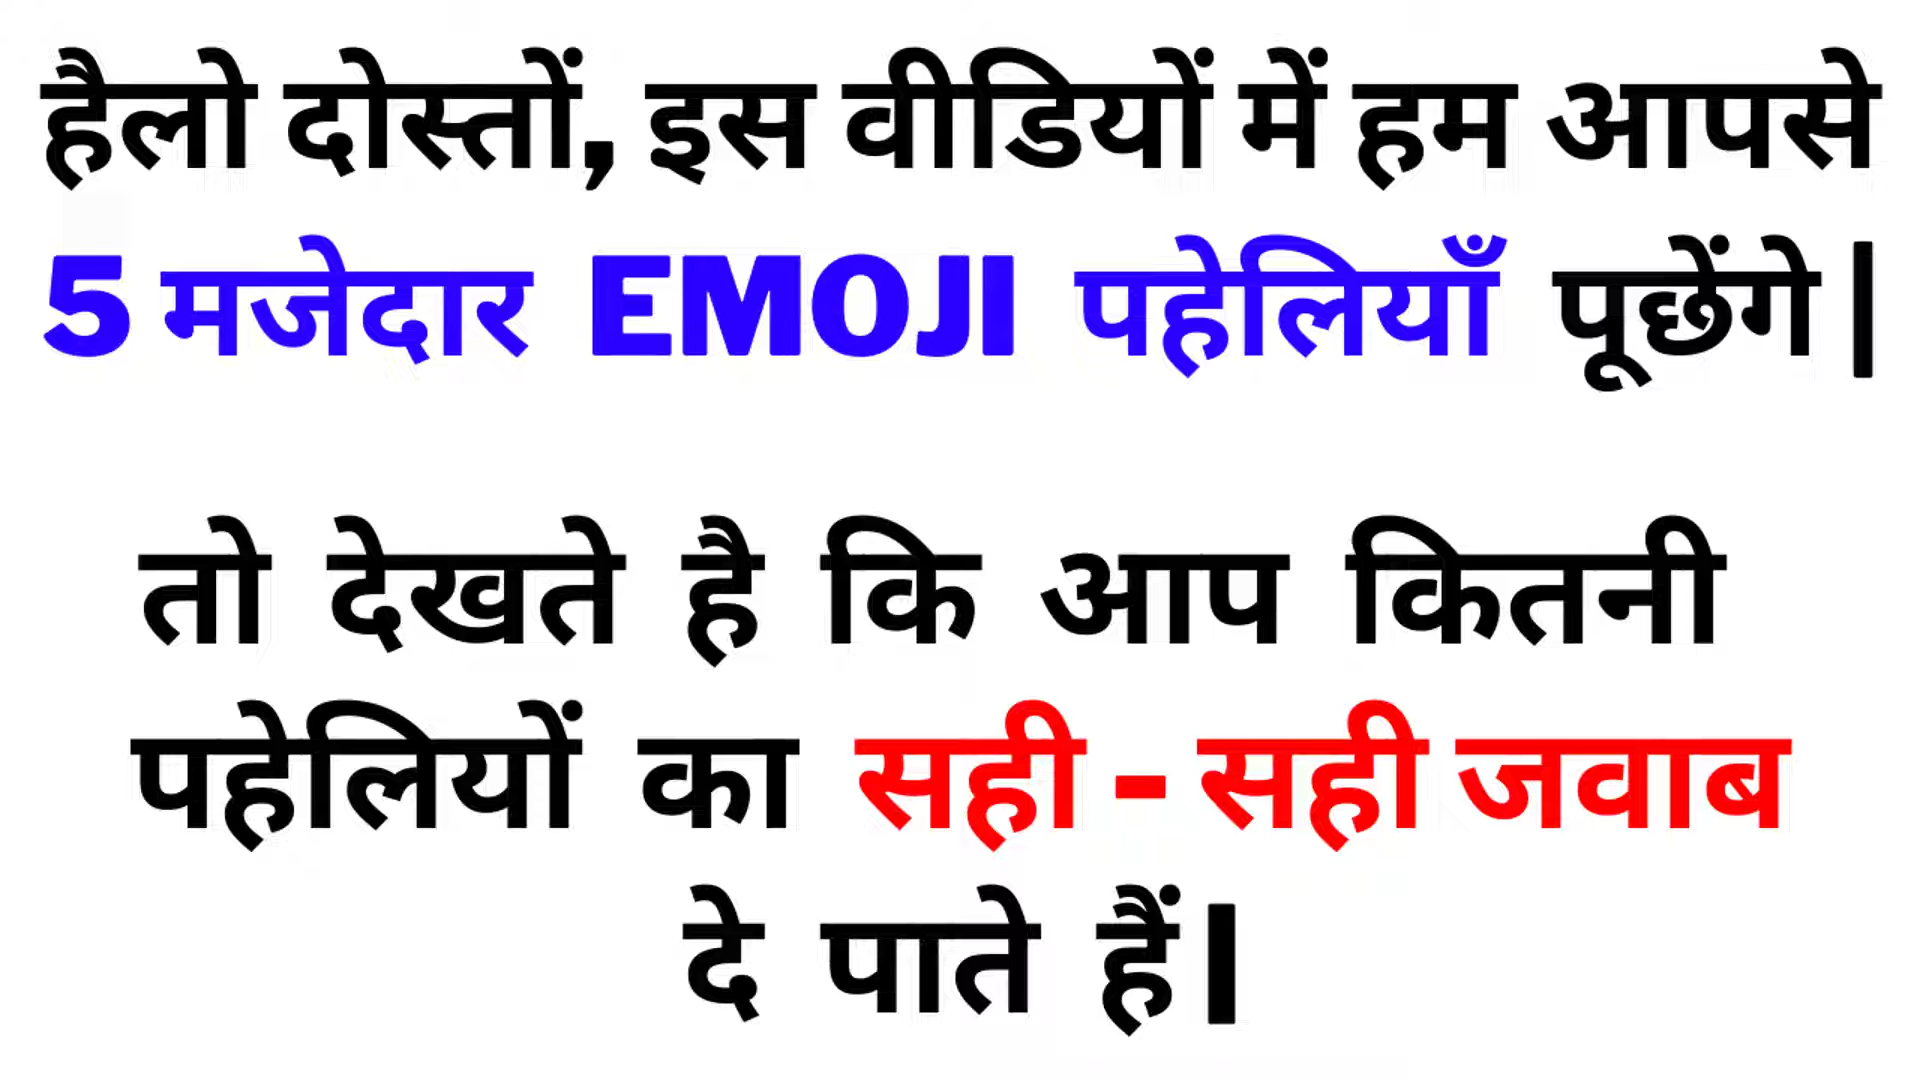 हैलो दोस्तों, इस वीडियों में हम आपसे
5 मजेदार EMOJI पहेलियाँ पूछेंगे |
तो देखते है कि आप कितनी
पहेलियों का सही - सही जवाब
दे पाते हैं |